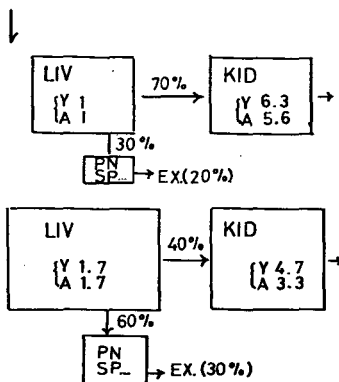 LIV
70%
KID
Y 1
A 1
Y 6.3
A 5.6
30%
PN
SP...
EX.(20%)
LIV
40%
KID
Y 1.7
A 1.7
Y 4.7
A 3.3
60%
PN
SP...
EX.(30%)